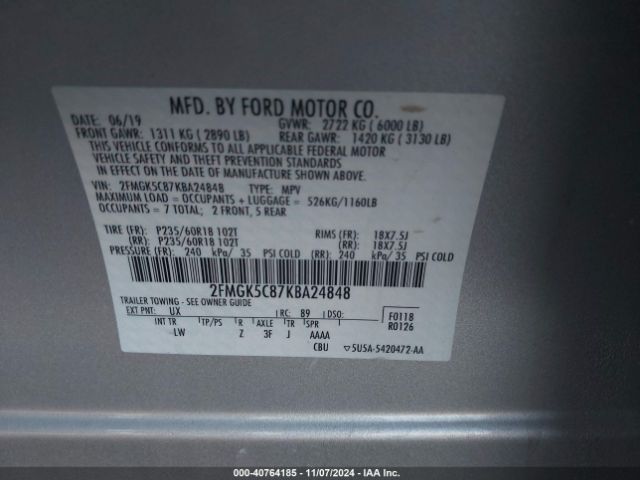 MFD. BY FORD MOTOR CO.
DATE: 06/19 GVWR: 2722 KG ( 6000 LB)
FRONT GAWR: 1311 KG ( 2890 LB) REAR GAWR: 1420 KG ( 3130 LB)
THIS VEHICLE CONFORMS TO ALL APPLICABLE FEDERAL MOTOR
VEHICLE SAFETY AND THEFT PREVENTION STANDARDS
IN EFFECT ON THE DATE OF MANUFACTURE SHOWN ABOVE.
VIN: 2FMGK5C87KBA24848 TYPE: MPV
MAXIMUM LOAD = OCCUPANTS + LUGGAGE = 526KG/1160LB
OCCUPANTS = 7 TOTAL; 2 FRONT, 5 REAR
TIRE (FR): P235/60R18 102T RIMS (FR): 18X7.5J
(RR): P235/60R18 102T (RR): 18X7.5J
PRESSURE (FR): 240 kPa/ 35 PSI COLD (RR): 240 kPa/ 35 PSI COLD
2FMGK5C87KBA24848
TRAILER TOWING - SEE OWNER GUIDE
EXT PNT: UX RC: 89 DSO: F0118
R0126
INT TR TP/PS R AXLE TR SPR
LW Z 3F J AAAA
CBU 5U5A-5420472-AA
000-40764185 - 11/07/2024 - IAA Inc.